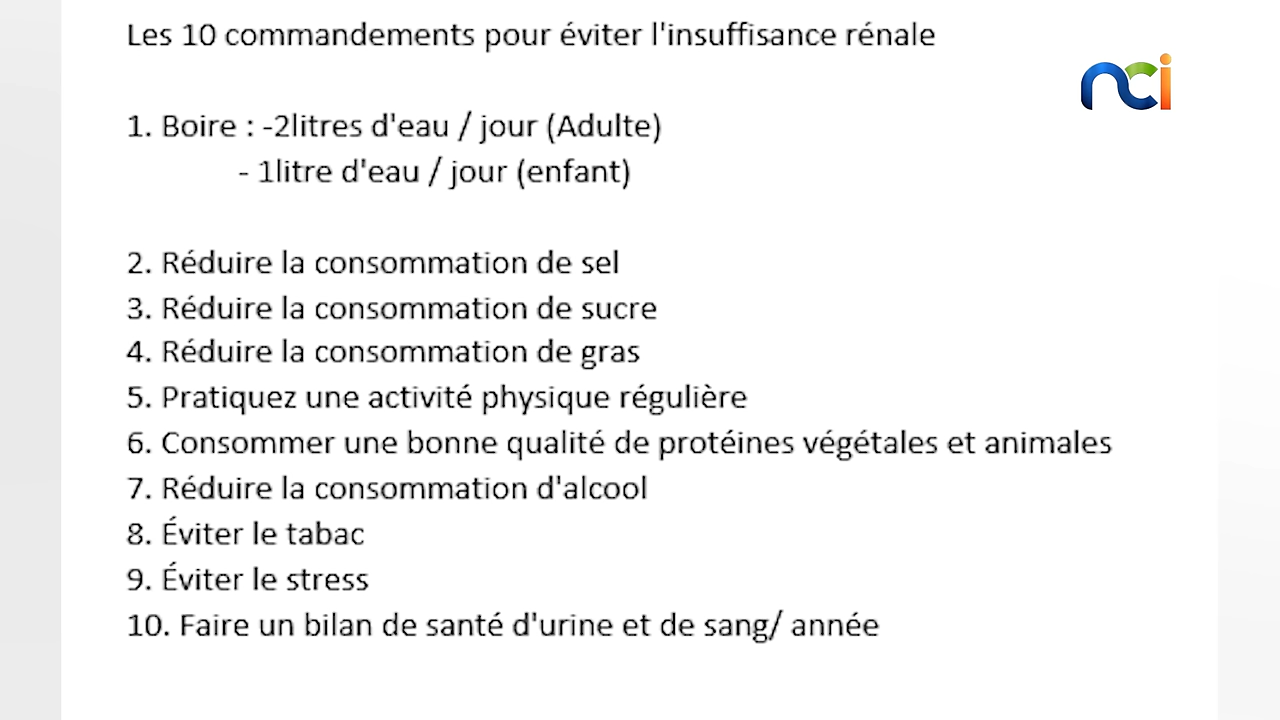 Les 10 commandements pour éviter l'insuffisance rénale
nci
1. Boire : -2litres d'eau / jour (Adulte)
- 1litre d'eau / jour (enfant)
2. Réduire la consommation de sel
3. Réduire la consommation de sucre
4. Réduire la consommation de gras
5. Pratiquez une activité physique régulière
6. Consommer une bonne qualité de protéines végétales et animales
7. Réduire la consommation d'alcool
8. Éviter le tabac
9. Éviter le stress
10. Faire un bilan de santé d'urine et de sang/ année